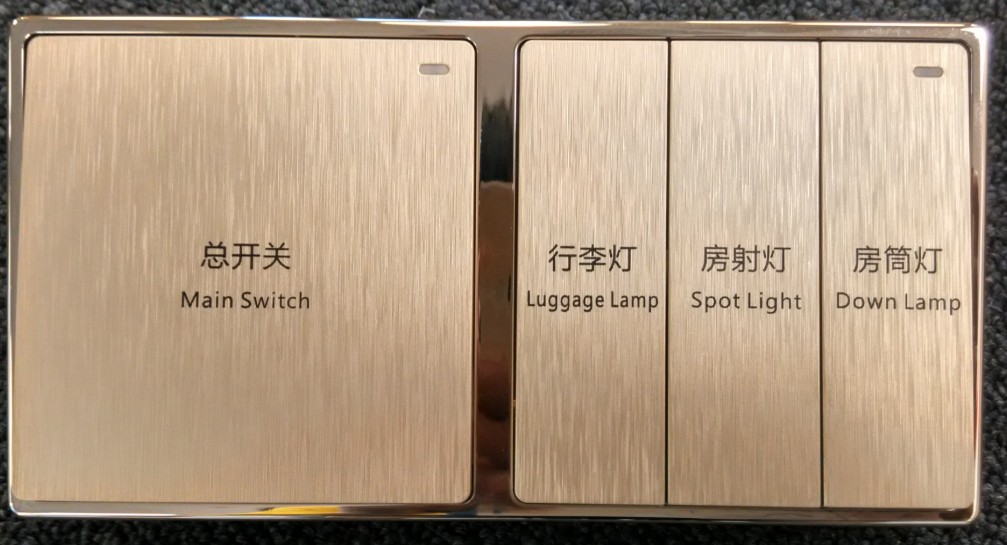 总开关
Main Switch
行李灯
Luggage Lamp
房射灯
Spot Light
房筒灯
Down Lamp